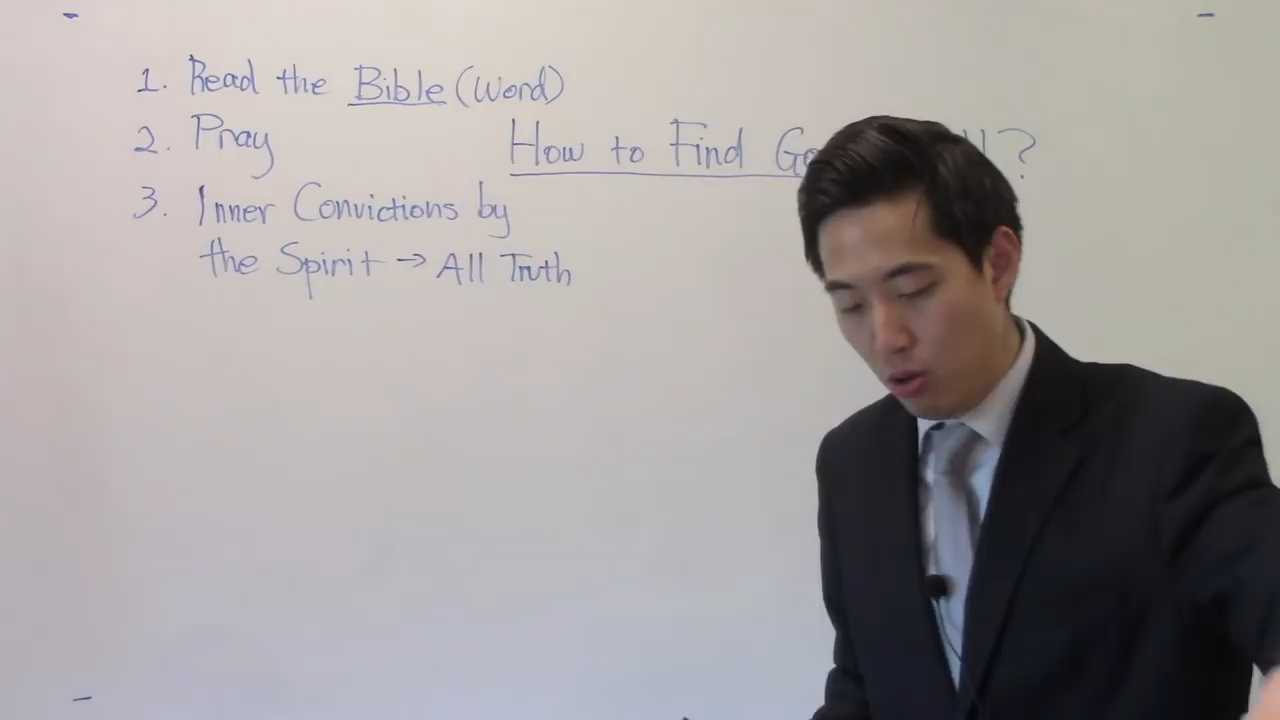 1. Read the Bible (Word)
2. Pray
How to Find
3. Inner Convictions by
the Spirit → All Truth